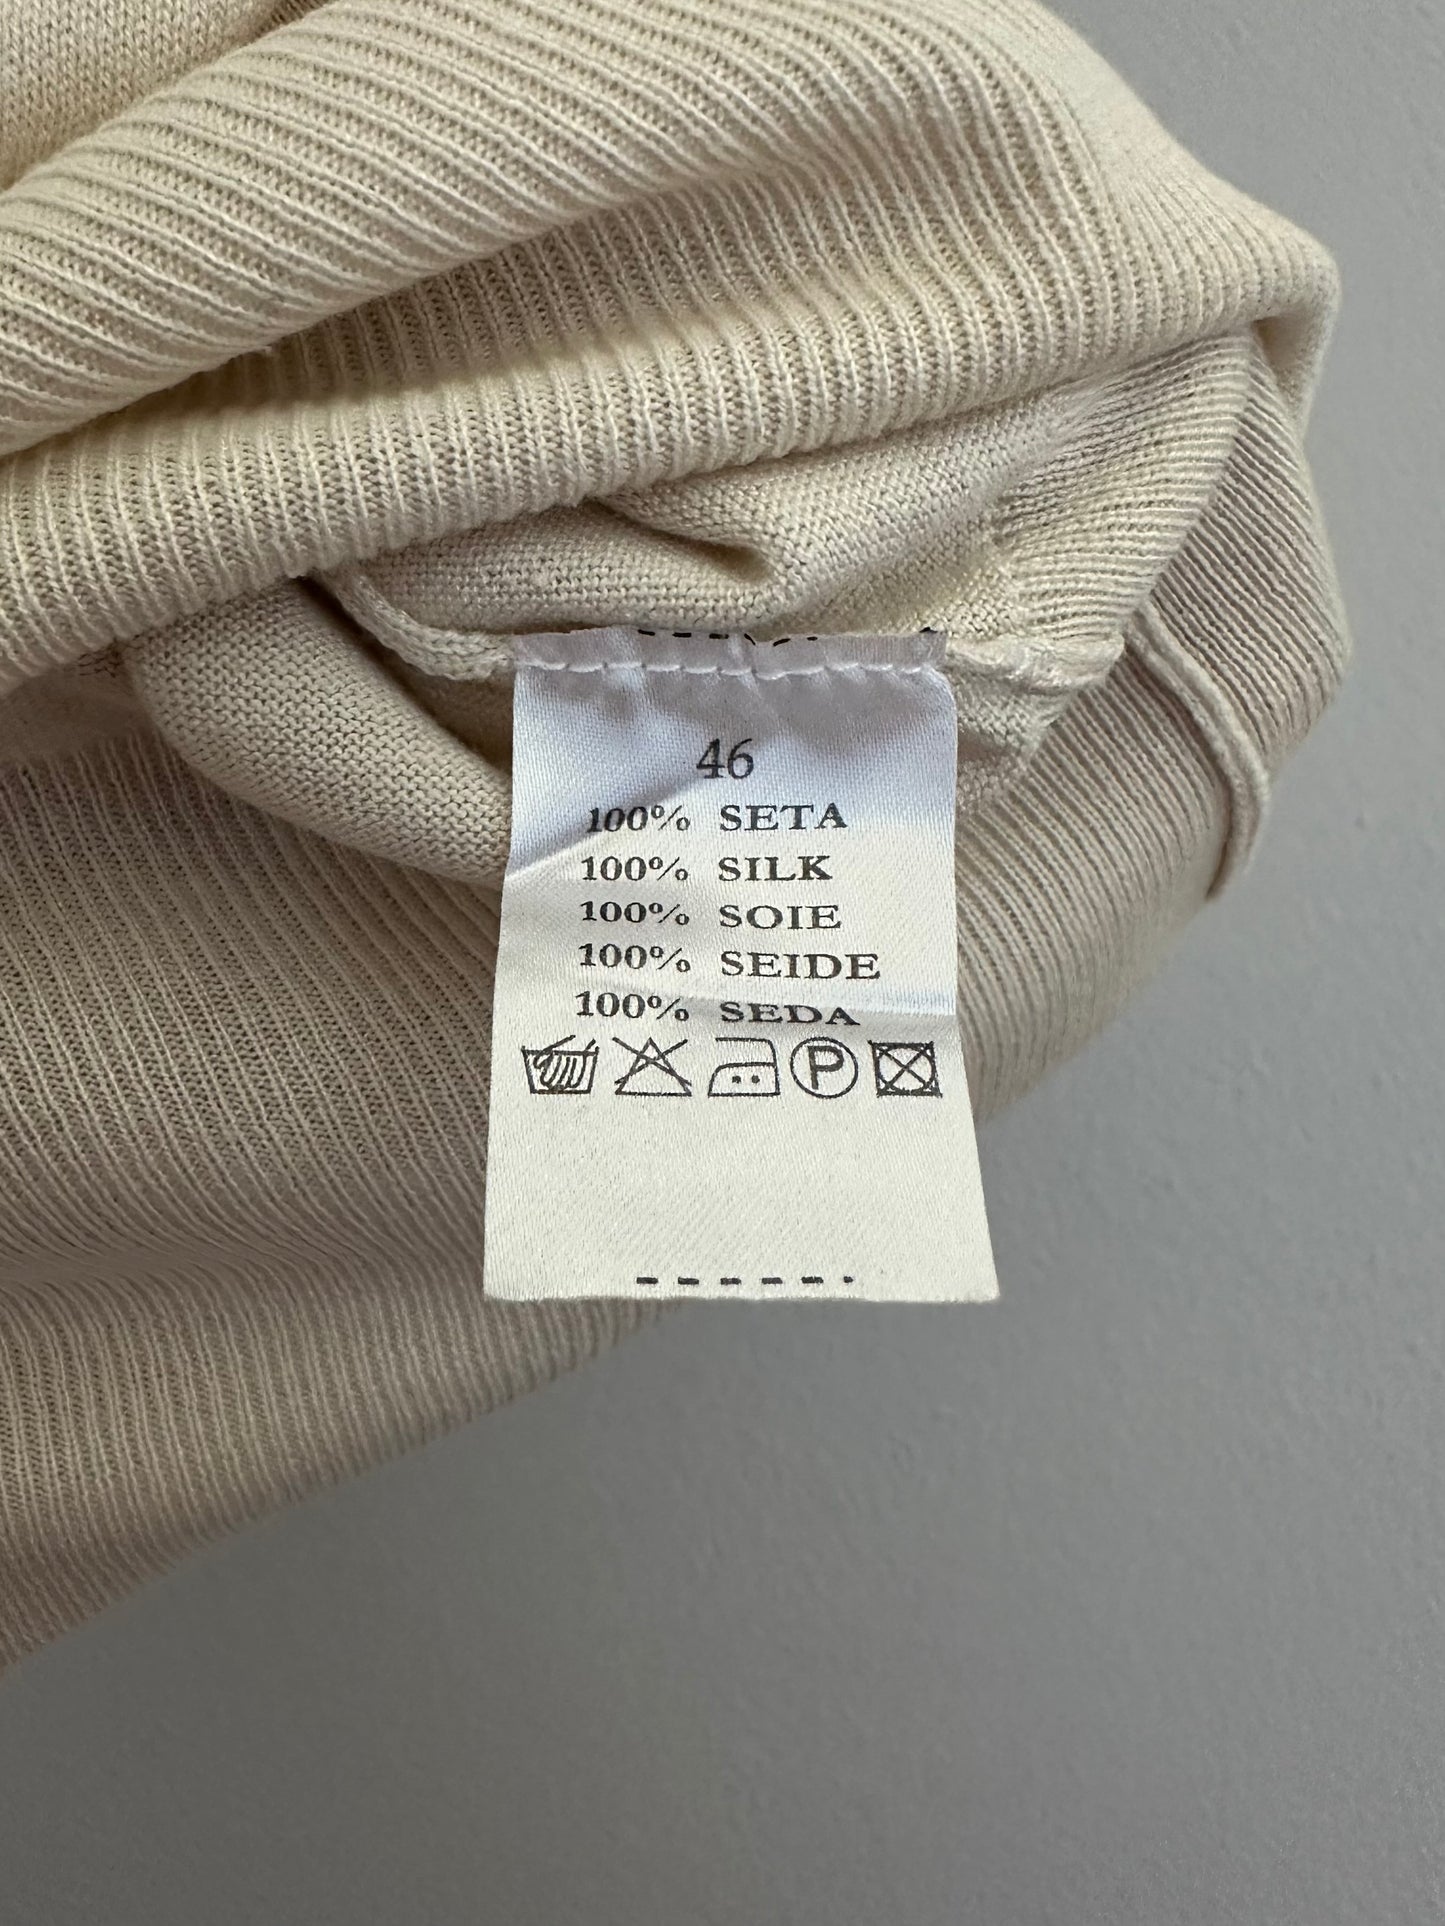 46
100% SETA
100% SILK
100% SOIE
100% SEIDE
100% SEDA
P